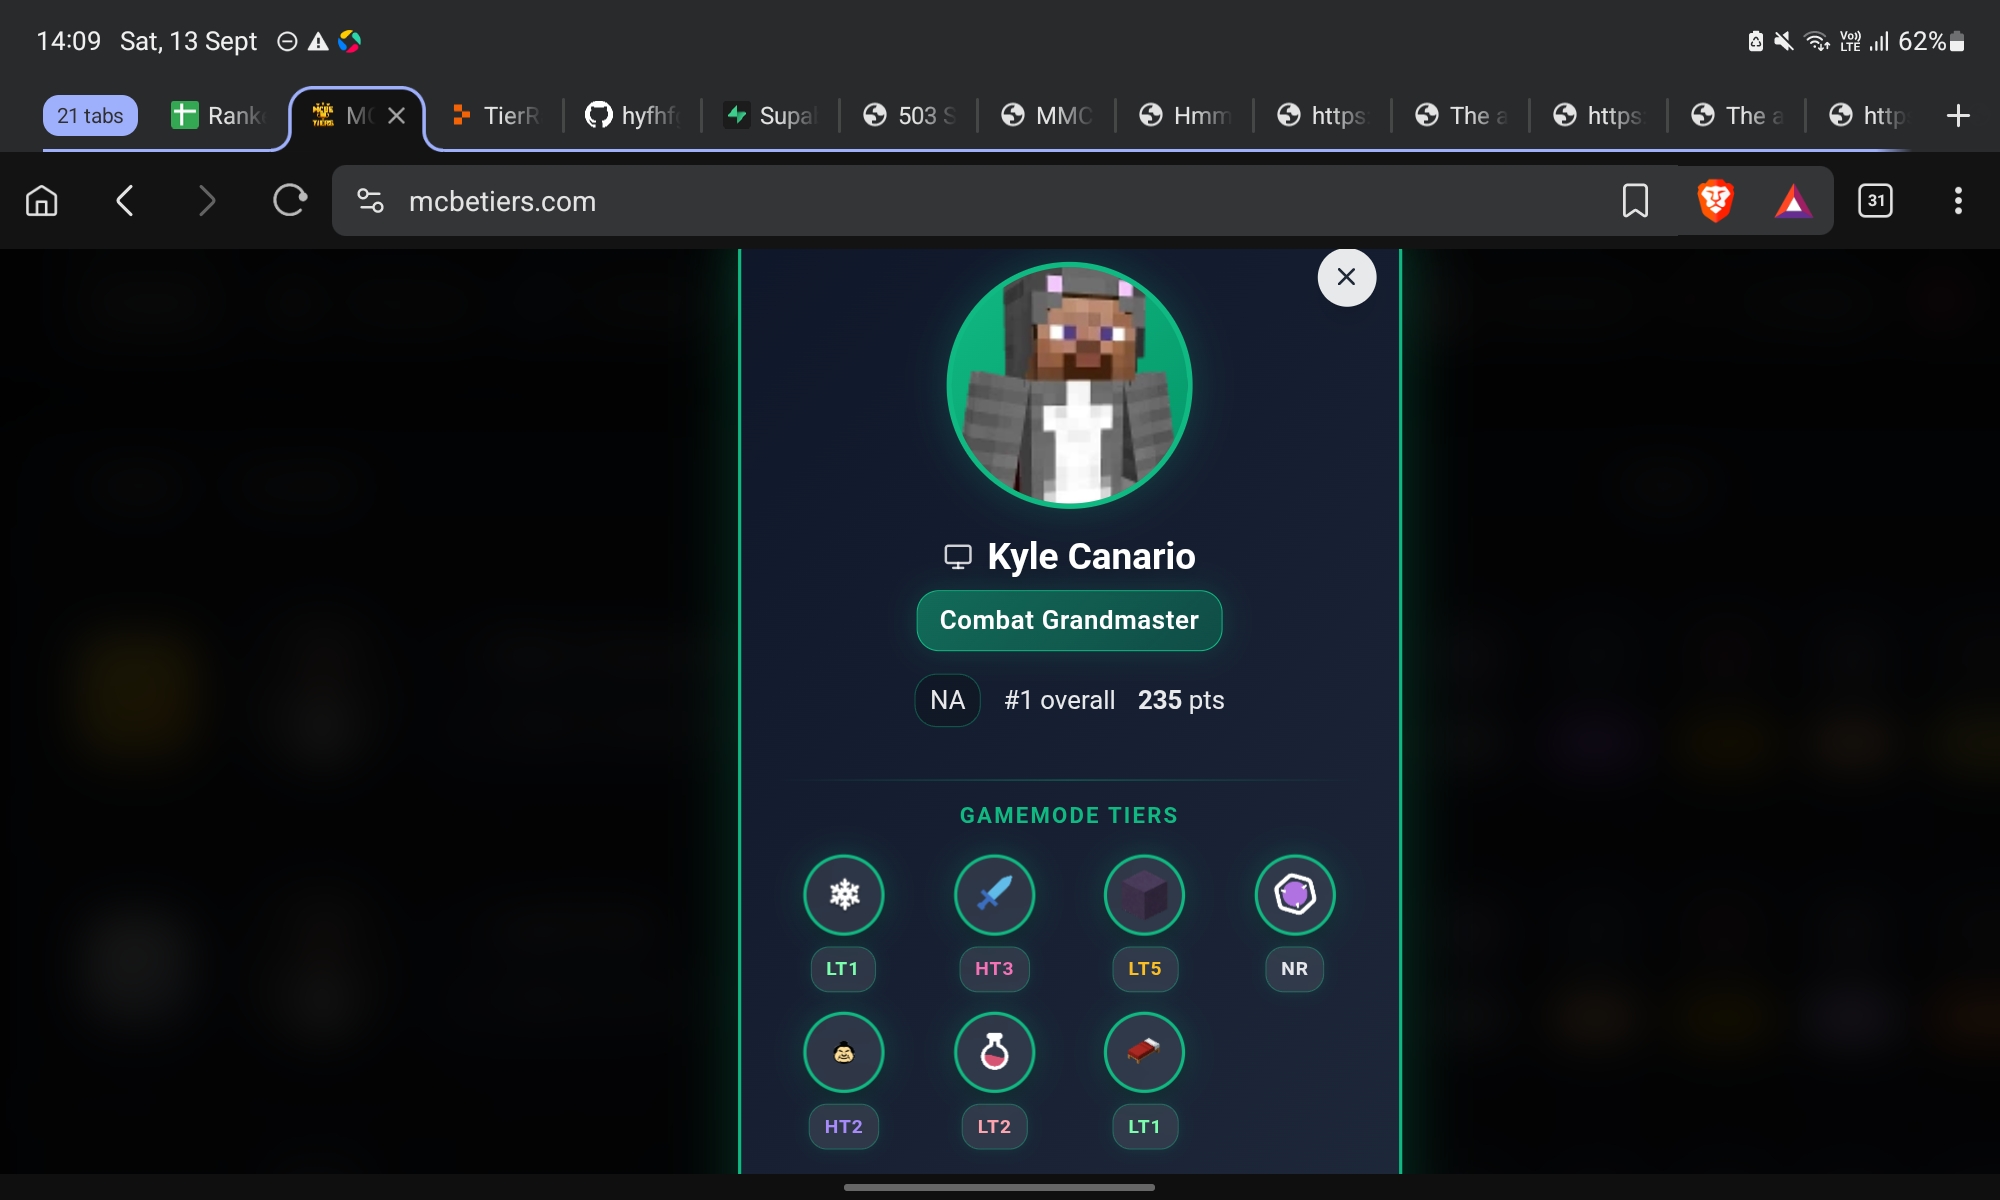 14:09 Sat, 13 Sept
Vo)) LTE 62%
21 tabs Rank MC TierR hyfhf Supa 503 S MMC Hmm https: The a https: The a http
mcbetiers.com 31
Kyle Canario
Combat Grandmaster
NA #1 overall 235 pts
GAMEMODE TIERS
LT1 HT3 LT5 NR
HT2 LT2 LT1